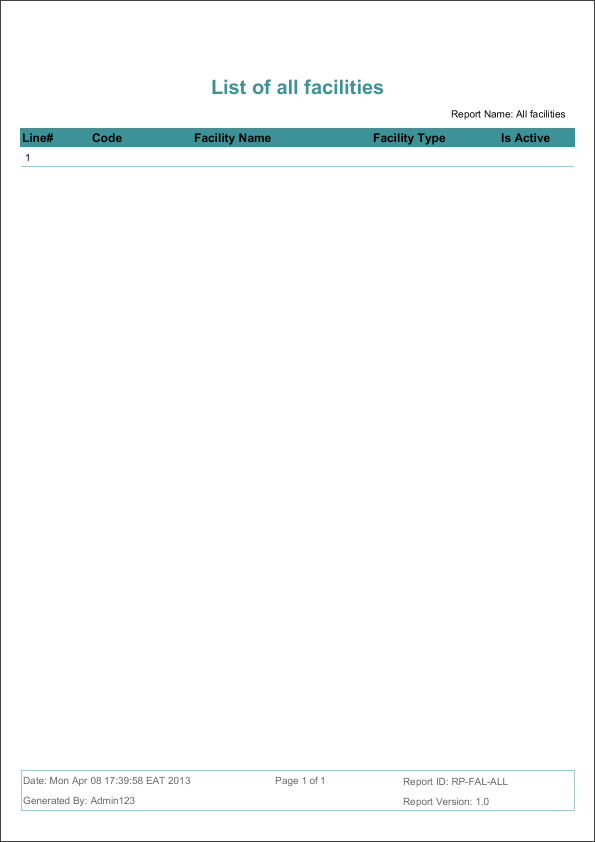 List of all facilities
Report Name: All facilities
Line# Code Facility Name Facility Type Is Active
1
Date: Mon Apr 08 17:39:58 EAT 2013 Page 1 of 1 Report ID: RP-FAL-ALL
Generated By: Admin123 Report Version: 1.0